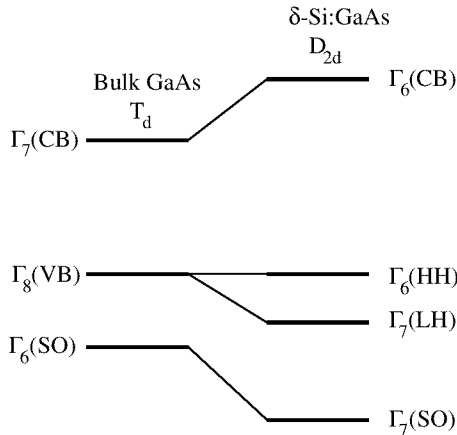 δ-Si:GaAs
D2d
Bulk GaAs
Td
Γ6(CB)
Γ7(CB)
Γ8(VB)
Γ6(HH)
Γ7(LH)
Γ6(SO)
Γ7(SO)